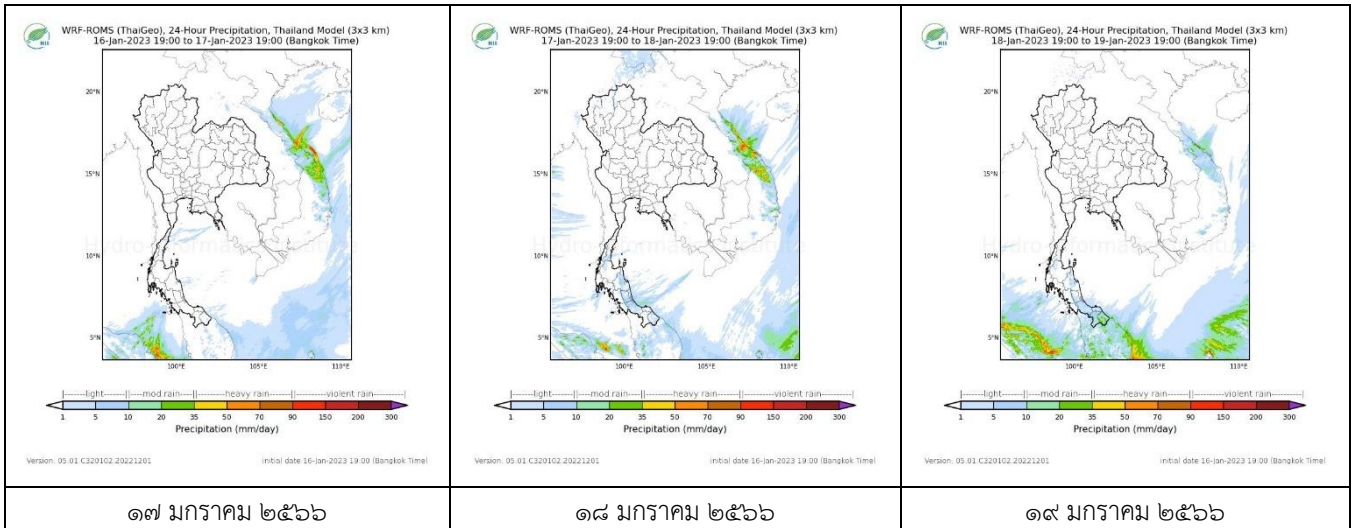 WRF-ROMS (ThaiGeo), 24-Hour Precipitation, Thailand Model (3x3 km)
16-Jan-2023 19:00 to 17-Jan-2023 19:00 (Bangkok Time)
HII
20°N
15°N
10°N
5°N
100°E 105°E 110°E
Hydro-Informatics Institute
|-------light-------||---mod rain---||-------heavy rain-------||-------violent rain-------|
1 5 10 20 35 50 70 90 150 200 300
Precipitation (mm/day)
Version: 05.01.C320102.20221201 initial date 16-Jan-2023 19:00 (Bangkok Time)
๑๗ มกราคม ๒๕๖๖
WRF-ROMS (ThaiGeo), 24-Hour Precipitation, Thailand Model (3x3 km)
17-Jan-2023 19:00 to 18-Jan-2023 19:00 (Bangkok Time)
HII
20°N
15°N
10°N
5°N
100°E 105°E 110°E
Hydro-Informatics Institute
|-------light-------||---mod rain---||-------heavy rain-------||-------violent rain-------|
1 5 10 20 35 50 70 90 150 200 300
Precipitation (mm/day)
Version: 05.01.C320102.20221201 initial date 16-Jan-2023 19:00 (Bangkok Time)
๑๘ มกราคม ๒๕๖๖
WRF-ROMS (ThaiGeo), 24-Hour Precipitation, Thailand Model (3x3 km)
18-Jan-2023 19:00 to 19-Jan-2023 19:00 (Bangkok Time)
HII
20°N
15°N
10°N
5°N
100°E 105°E 110°E
Hydro-Informatics Institute
|-------light-------||---mod rain---||-------heavy rain-------||-------violent rain-------|
1 5 10 20 35 50 70 90 150 200 300
Precipitation (mm/day)
Version: 05.01.C320102.20221201 initial date 16-Jan-2023 19:00 (Bangkok Time)
๑๙ มกราคม ๒๕๖๖